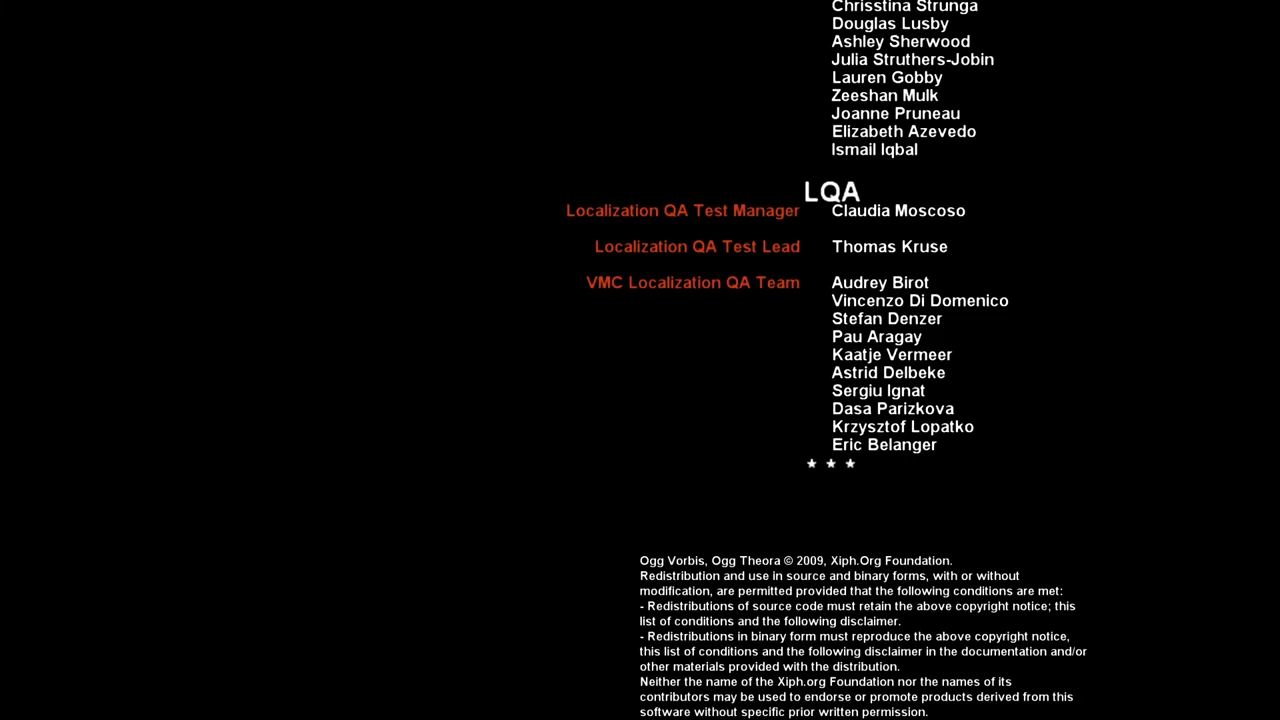 Chrisstina Strunga
Douglas Lusby
Ashley Sherwood
Julia Struthers-Jobin
Lauren Gobby
Zeeshan Mulk
Joanne Pruneau
Elizabeth Azevedo
Ismail Iqbal
LQA
Localization QA Test Manager Claudia Moscoso
Localization QA Test Lead Thomas Kruse
VMC Localization QA Team Audrey Birot
Vincenzo Di Domenico
Stefan Denzer
Pau Aragay
Kaatje Vermeer
Astrid Delbeke
Sergiu Ignat
Dasa Parizkova
Krzysztof Lopatko
Eric Belanger
★ ★ ★
Ogg Vorbis, Ogg Theora © 2009, Xiph.Org Foundation.
Redistribution and use in source and binary forms, with or without
modification, are permitted provided that the following conditions are met:
- Redistributions of source code must retain the above copyright notice; this
list of conditions and the following disclaimer.
- Redistributions in binary form must reproduce the above copyright notice,
this list of conditions and the following disclaimer in the documentation and/or
other materials provided with the distribution.
Neither the name of the Xiph.org Foundation nor the names of its
contributors may be used to endorse or promote products derived from this
software without specific prior written permission.